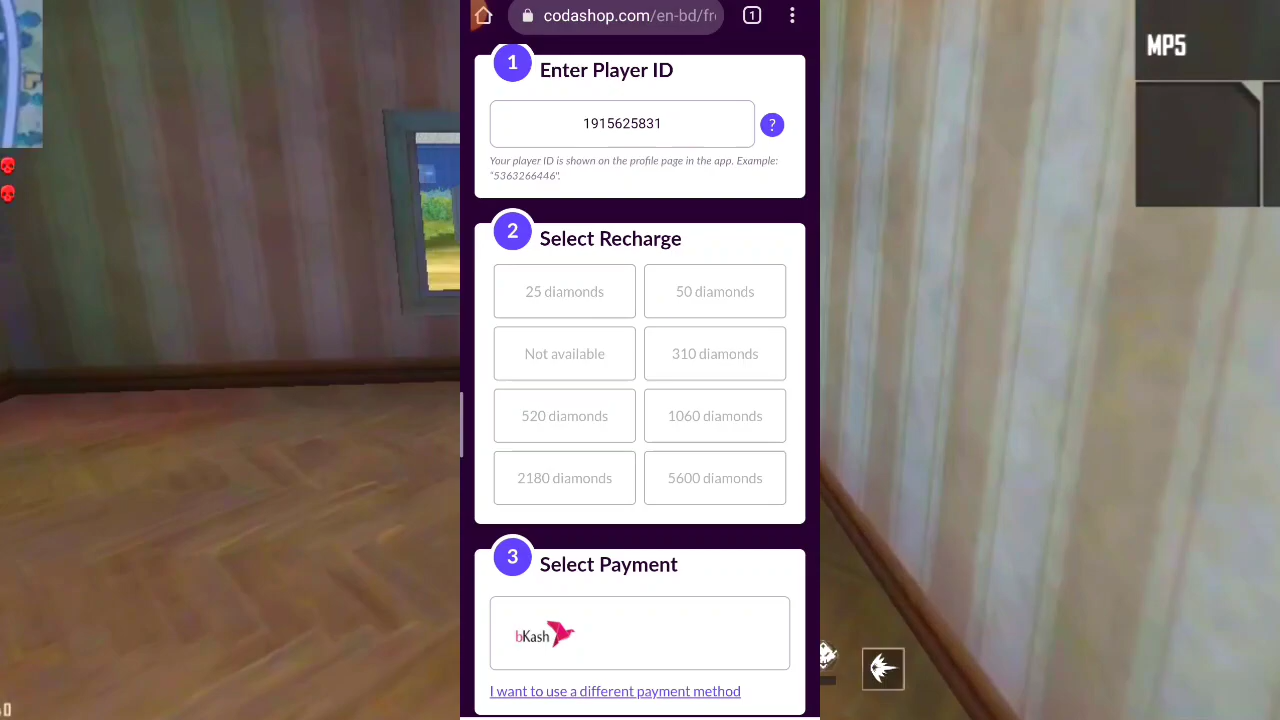 codashop.com/en-bd/fr
1
MP5
1
Enter Player ID
1915625831
?
Your player ID is shown on the profile page in the app. Example:
"5363266446".
2
Select Recharge
25 diamonds
50 diamonds
Not available
310 diamonds
520 diamonds
1060 diamonds
2180 diamonds
5600 diamonds
3
Select Payment
bKash
I want to use a different payment method